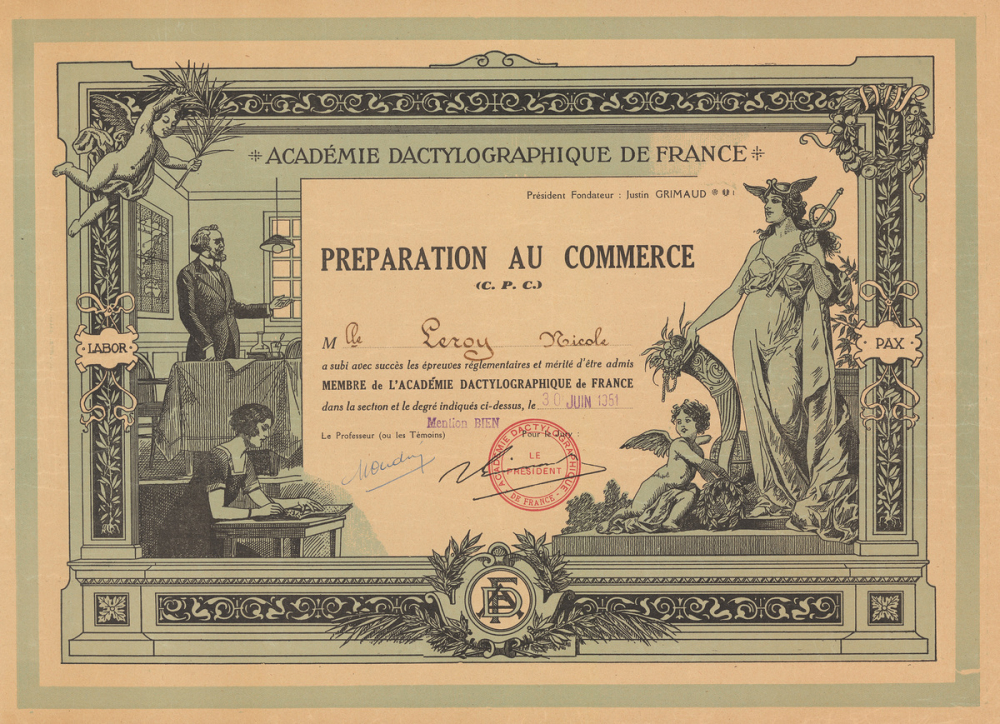 ACADÉMIE DACTYLOGRAPHIQUE DE FRANCE
Président Fondateur : Justin GRIMAUD
PREPARATION AU COMMERCE
(C. P. C.)
Mlle Leroy Nicole
a subi avec succès les épreuves réglementaires et mérité d'être admis
MEMBRE de L'ACADÉMIE DACTYLOGRAPHIQUE de FRANCE
dans la section et le degré indiqués ci-dessus, le 30 JUIN 1951
Mention BIEN
Le Professeur (ou les Témoins) Pour le Jury :
ACADÉMIE DACTYLOGRAPHIQUE
LE
PRÉSIDENT
DE FRANCE
LABOR
PAX